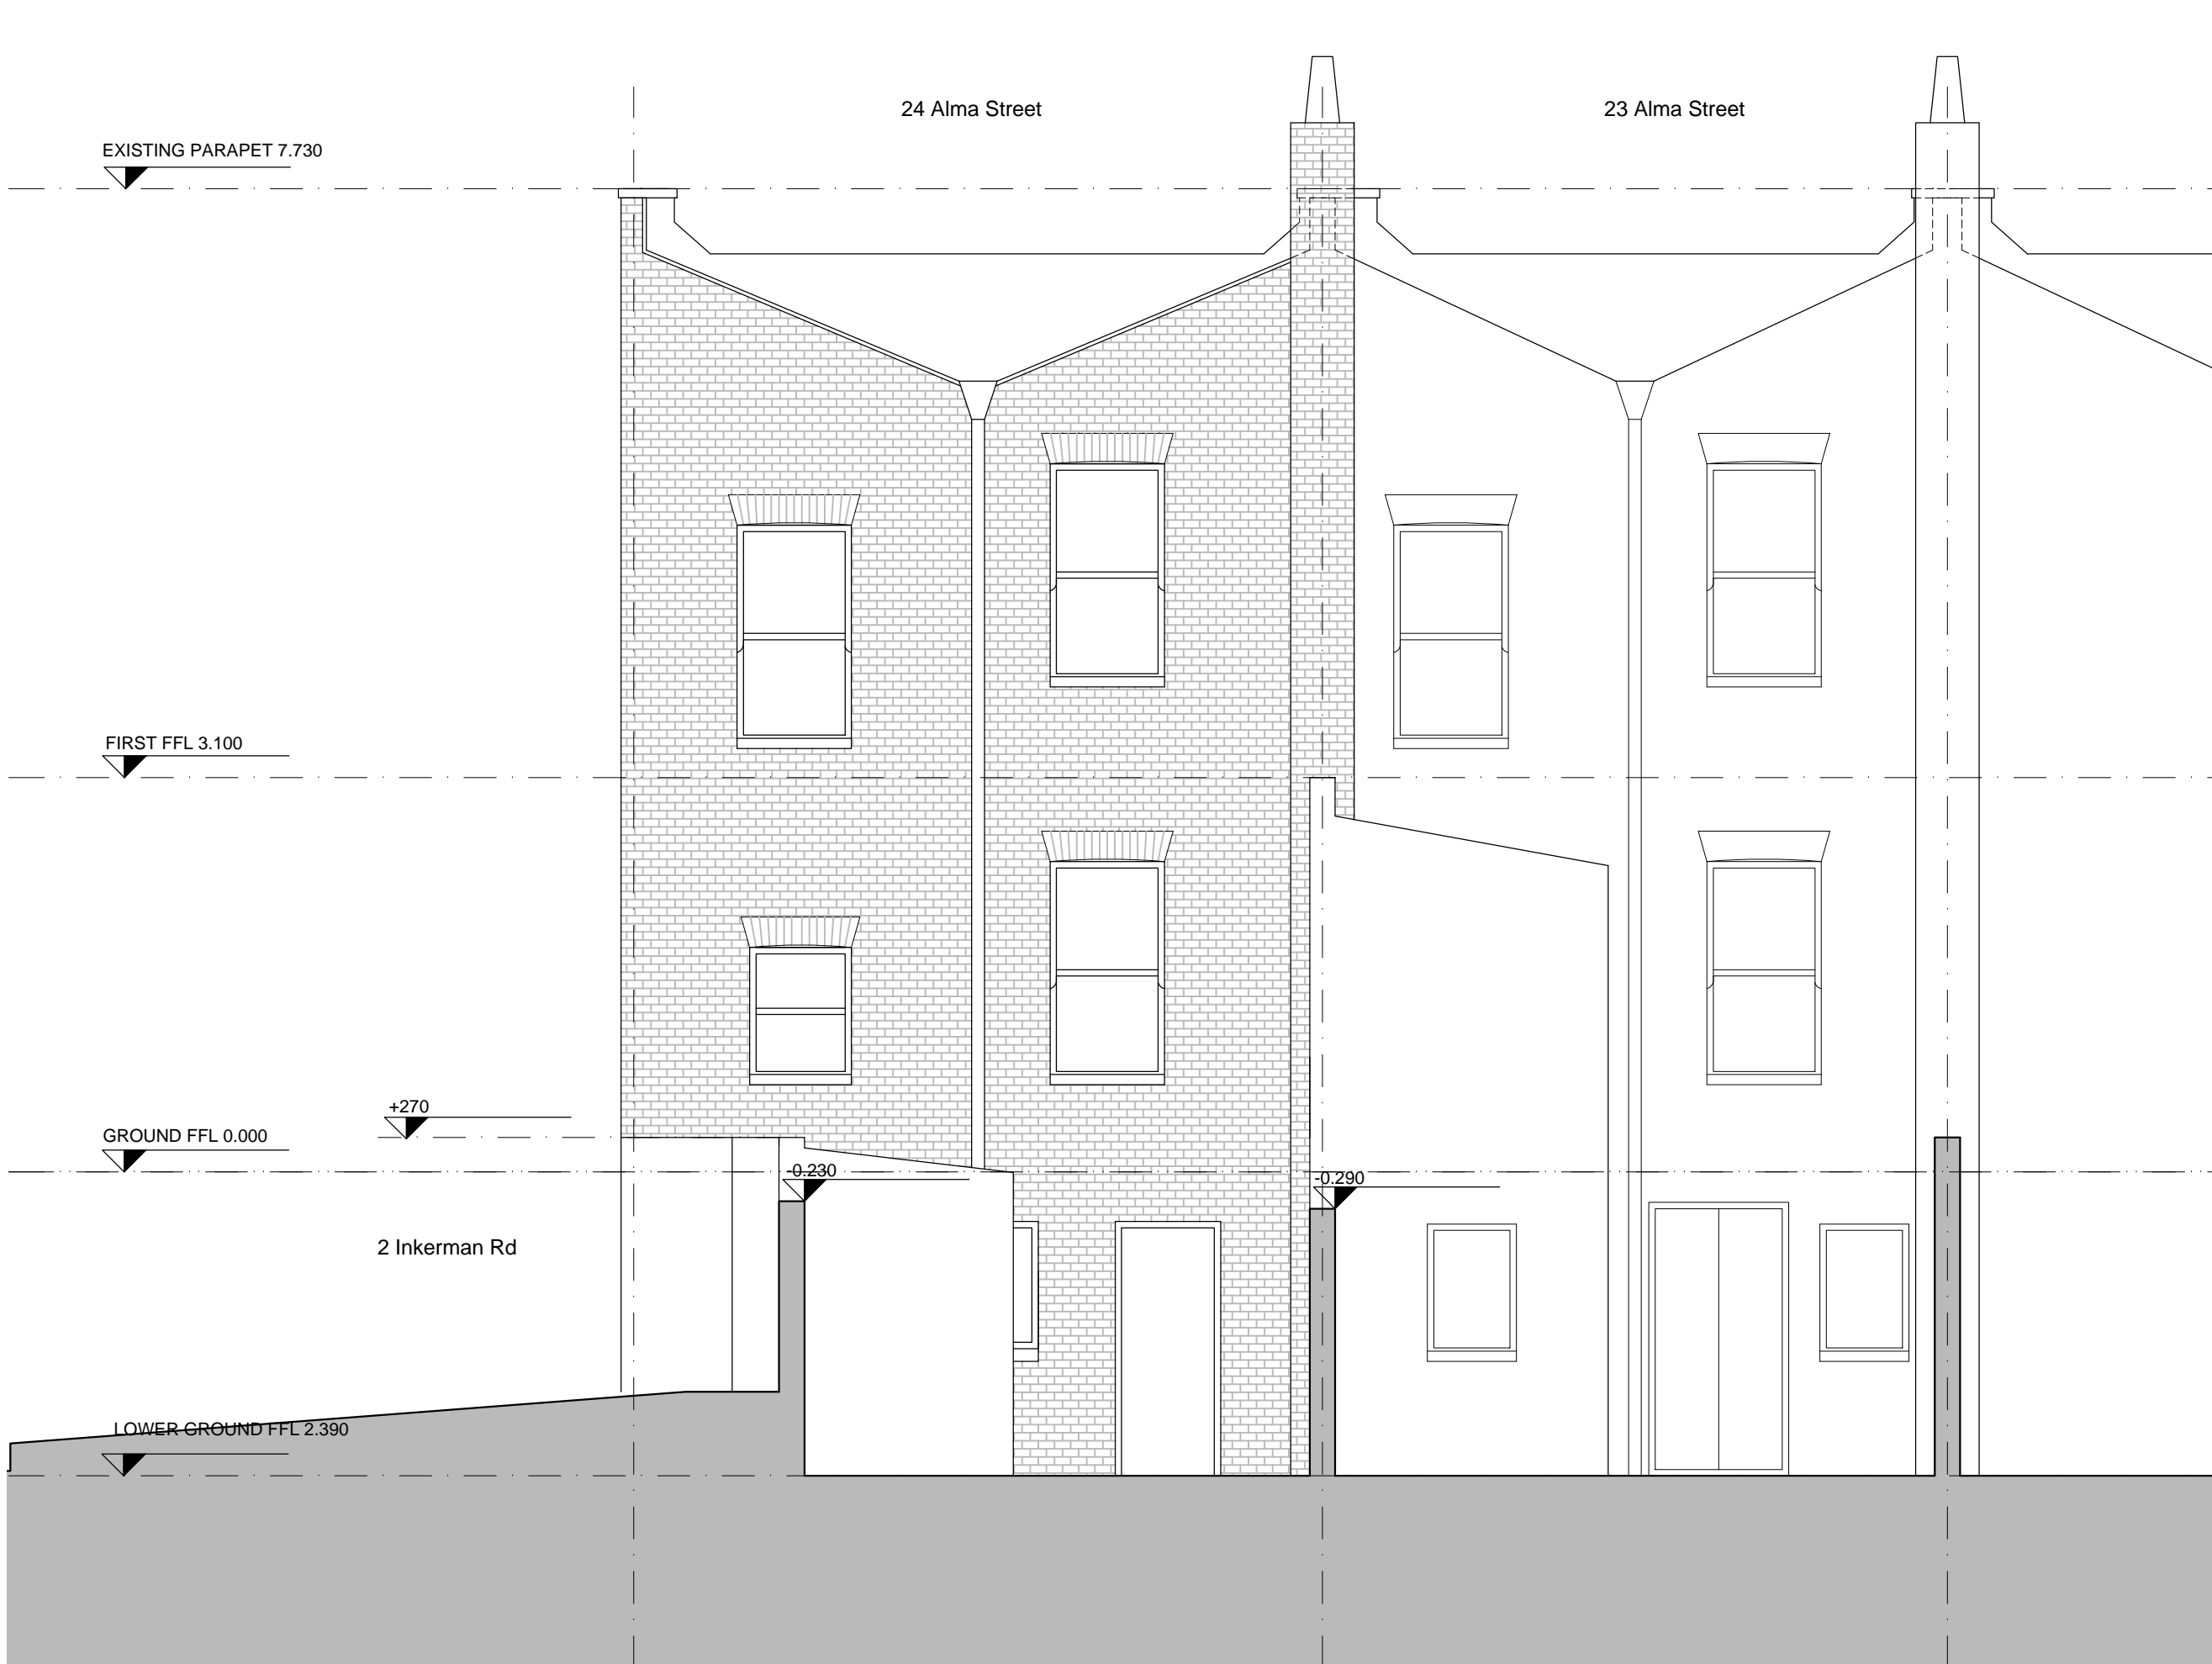 24 Alma Street
23 Alma Street
EXISTING PARAPET 7.730
FIRST FFL 3.100
+270
GROUND FFL 0.000
-0.230
-0.290
2 Inkerman Rd
LOWER GROUND FFL 2.390